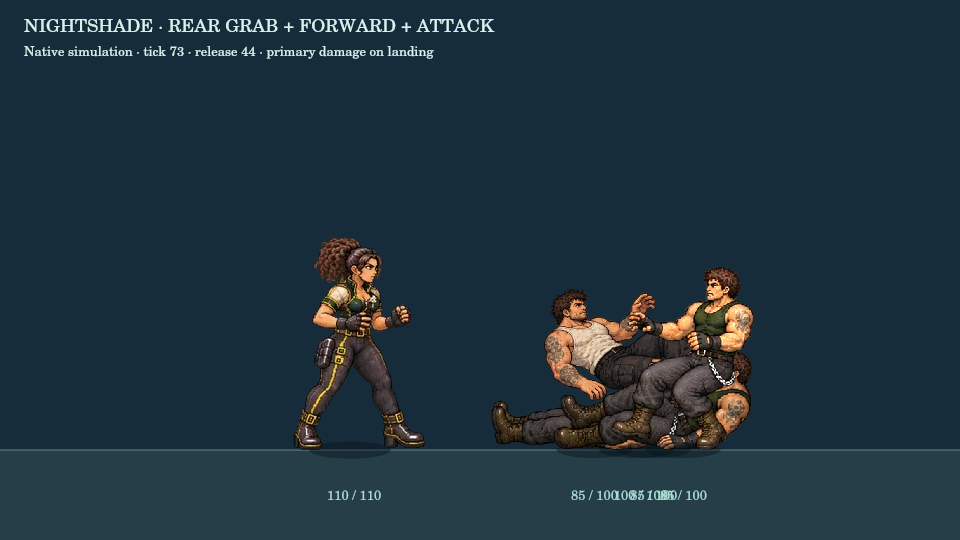 NIGHTSHADE · REAR GRAB + FORWARD + ATTACK
Native simulation · tick 73 · release 44 · primary damage on landing
110 / 110 85 / 100 / 100